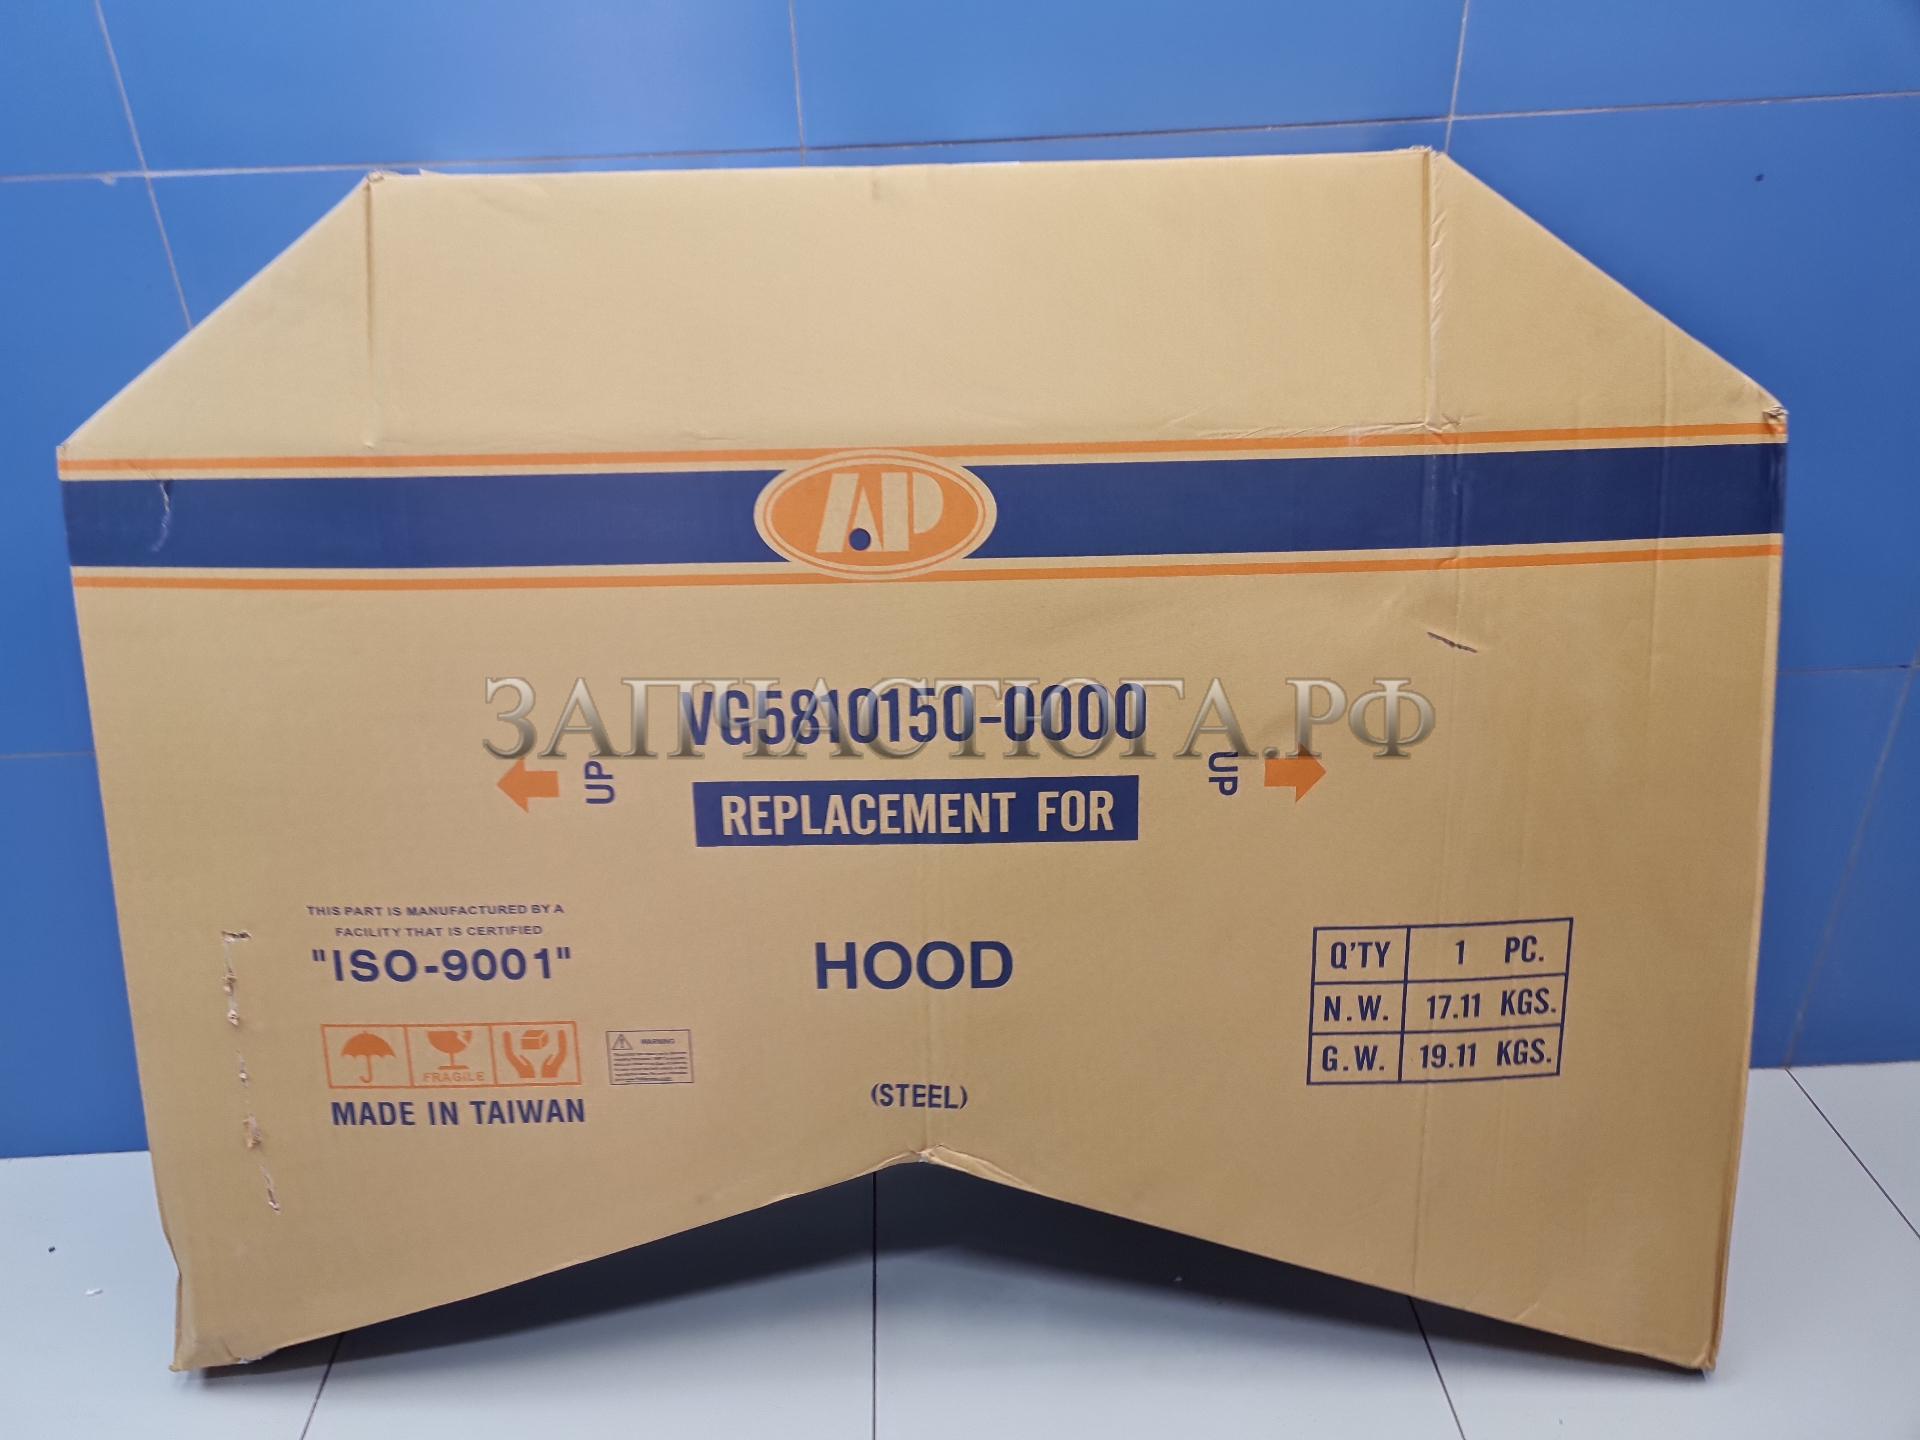 AP
VG5810150-0000
ЗАПЧАСТЮГА.РФ
UP
UP
REPLACEMENT FOR
THIS PART IS MANUFACTURED BY A
FACILITY THAT IS CERTIFIED
"ISO-9001"
HOOD
Q'TY 1 PC.
N.W. 17.11 KGS.
G.W. 19.11 KGS.
FRAGILE
WARNING
MADE IN TAIWAN
(STEEL)